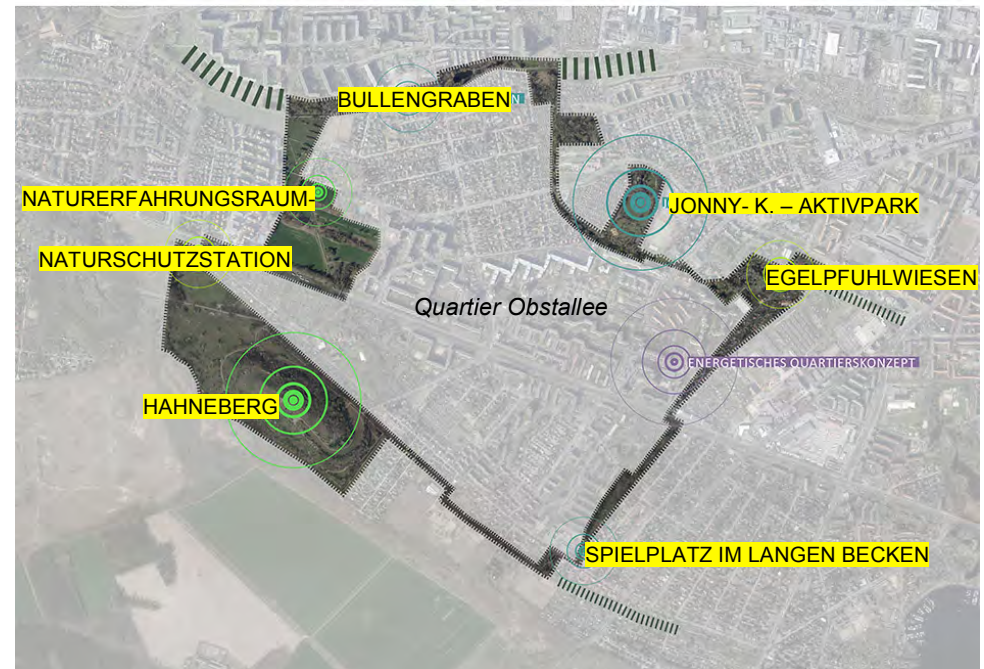 BULLENGRABEN
NATURERFAHRUNGSRAUM-
JONNY- K. – AKTIVPARK
NATURSCHUTZSTATION
EGELPFUHLWIESEN
Quartier Obstallee
ENERGETISCHES QUARTIERSKONZEPT
HAHNEBERG
SPIELPLATZ IM LANGEN BECKEN